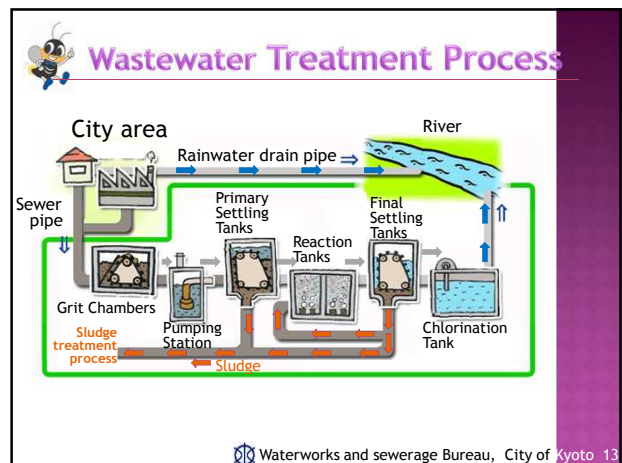 Wastewater Treatment Process
City area
River
Rainwater drain pipe ⇒
Sewer
pipe
Primary
Settling
Tanks
Final
Settling
Tanks
Reaction
Tanks
Grit Chambers
Pumping
Station
Chlorination
Tank
Sludge
treatment
process
Sludge
Waterworks and sewerage Bureau, City of Kyoto 13